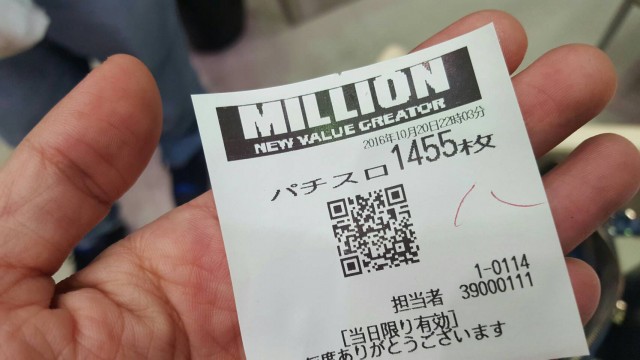 MILLION
NEW VALUE CREATOR
2016年10月20日22時03分
パチスロ 1455枚
1-0114
担当者 39000111
[当日限り有効]
毎度ありがとうございます